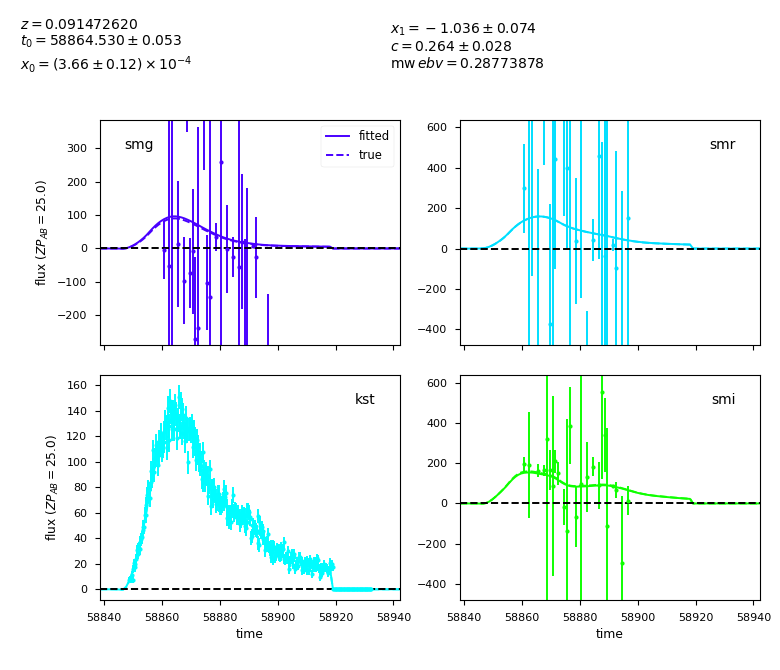 z = 0.091472620
t₀ = 58864.530 ± 0.053
x₀ = (3.66 ± 0.12) × 10⁻⁴
x₁ = −1.036 ± 0.074
c = 0.264 ± 0.028
mw ebv = 0.28773878
smg
fitted
true
300
200
100
0
−100
−200
flux (ZP_AB = 25.0)
smr
600
400
200
0
−200
−400
kst
160
140
120
100
80
60
40
20
0
flux (ZP_AB = 25.0)
58840 58860 58880 58900 58920 58940
time
smi
600
400
200
0
−200
−400
58840 58860 58880 58900 58920 58940
time